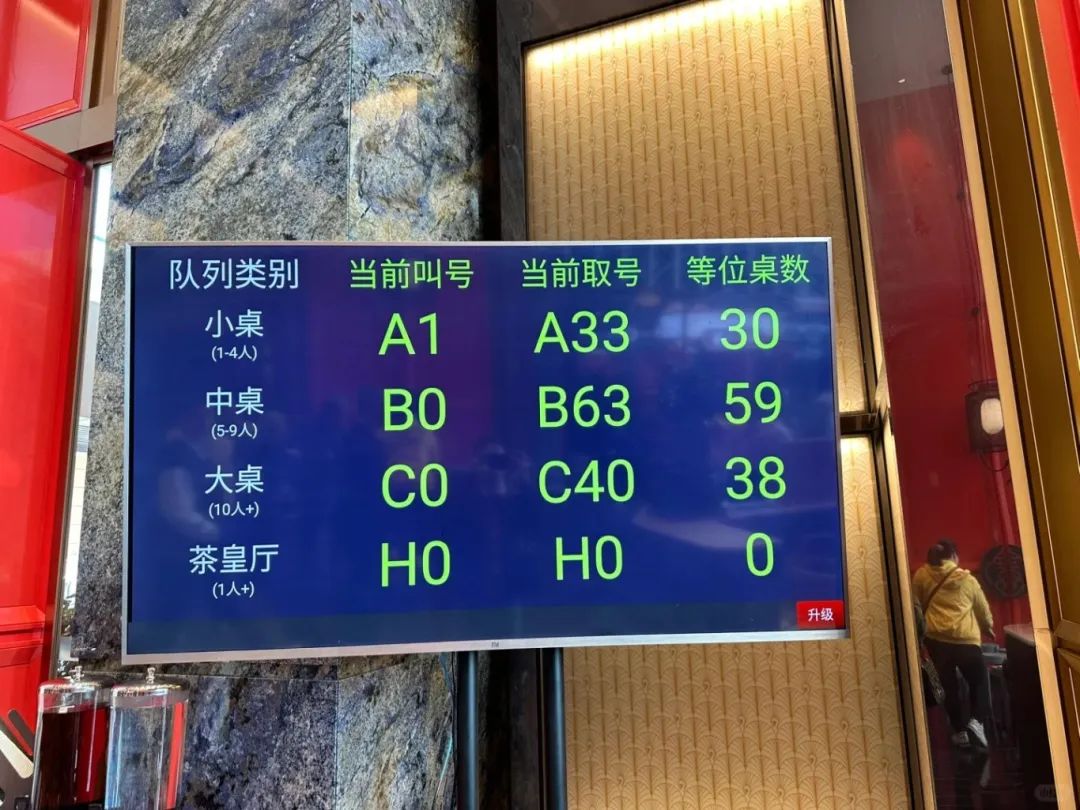 队列类别 当前叫号 当前取号 等位桌数
小桌 A1 A33 30
(1-4人)
中桌 B0 B63 59
(5-9人)
大桌 C0 C40 38
(10人+)
茶皇厅 H0 H0 0
(1人+)
升级